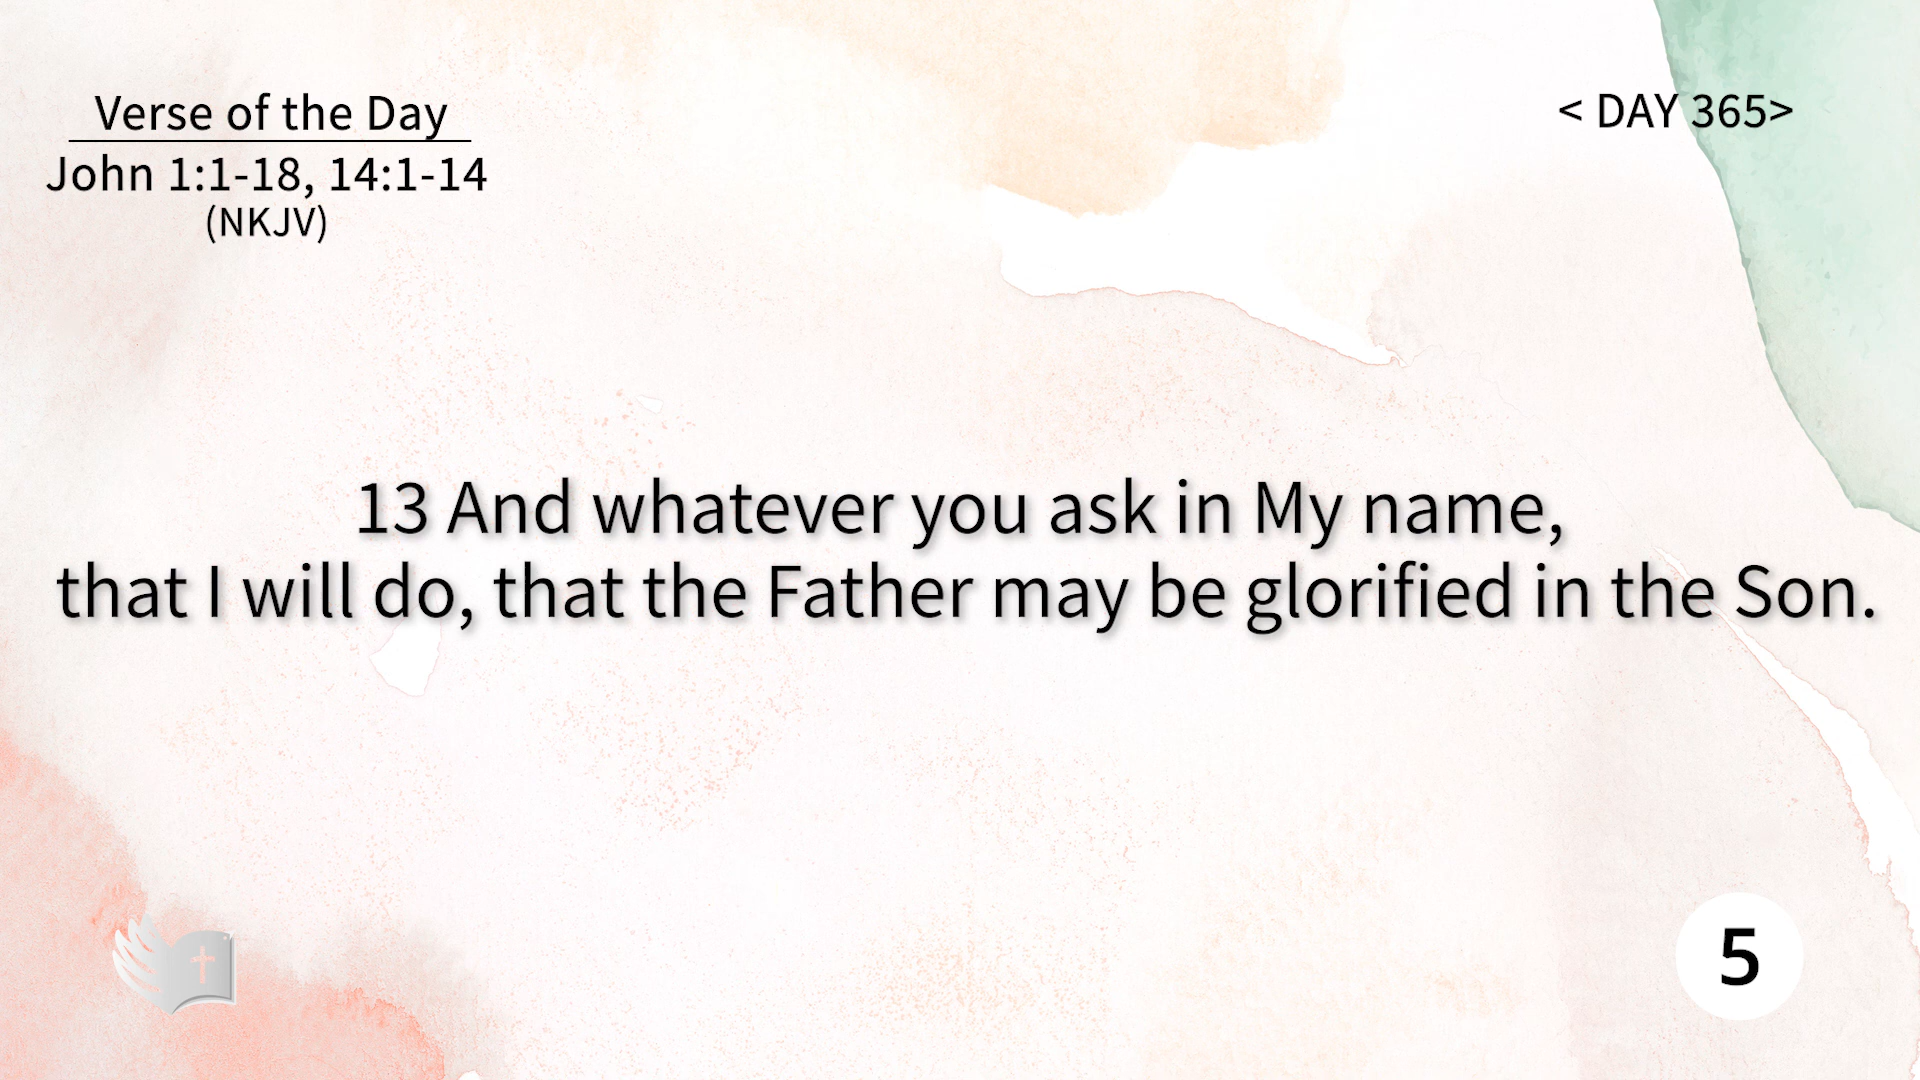 Verse of the Day
John 1:1-18, 14:1-14
(NKJV)
< DAY 365>
13 And whatever you ask in My name,
that I will do, that the Father may be glorified in the Son.
5